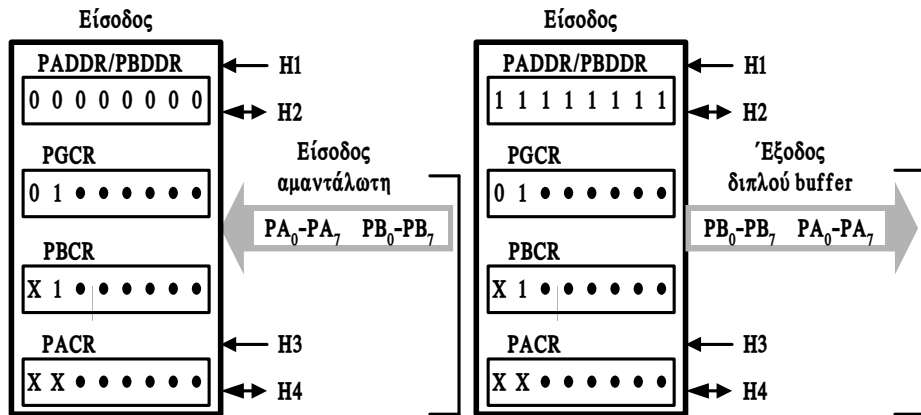 Είσοδος
PADDR/PBDDR
0 0 0 0 0 0 0 0
H1
H2
PGCR
0 1 • • • • • •
Είσοδος
αμαντάλωτη
PA0-PA7 PB0-PB7
PBCR
X 1 • • • • • •
PACR
X X • • • • • •
H3
H4
Είσοδος
PADDR/PBDDR
1 1 1 1 1 1 1 1
H1
H2
PGCR
0 1 • • • • • •
Έξοδος
διπλού buffer
PB0-PB7 PA0-PA7
PBCR
X 1 • • • • • •
PACR
X X • • • • • •
H3
H4